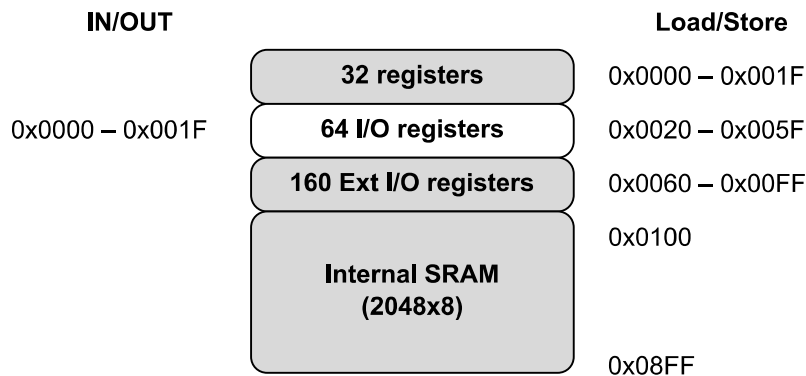 IN/OUT Load/Store
32 registers 0x0000 – 0x001F
0x0000 – 0x001F 64 I/O registers 0x0020 – 0x005F
160 Ext I/O registers 0x0060 – 0x00FF
0x0100
Internal SRAM
(2048x8)
0x08FF